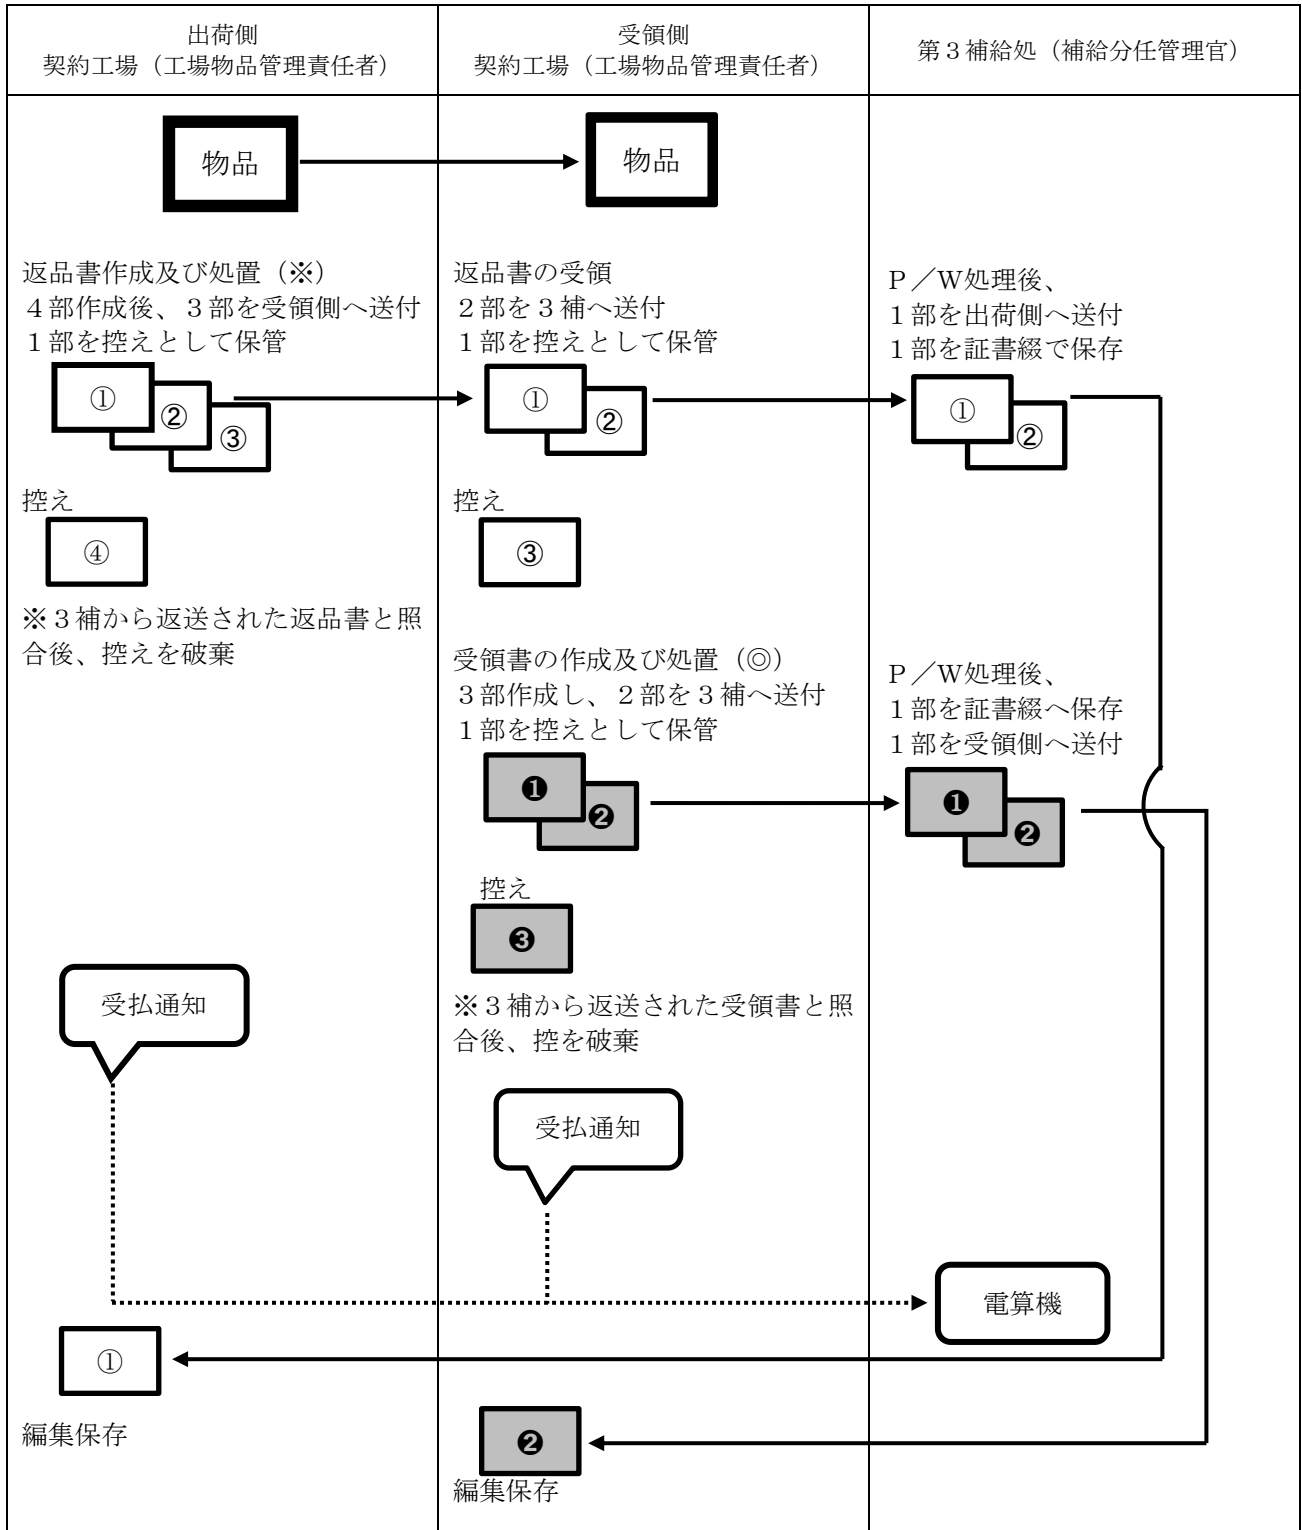 出荷側
契約工場（工場物品管理責任者）
受領側
契約工場（工場物品管理責任者）
第３補給処（補給分任管理官）
物品
物品
返品書作成及び処置（※）
４部作成後、３部を受領側へ送付
１部を控えとして保管
①
②
③
控え
④
※３補から返送された返品書と照
合後、控えを破棄
返品書の受領
２部を３補へ送付
１部を控えとして保管
①
②
控え
③
Ｐ／Ｗ処理後、
１部を出荷側へ送付
１部を証書綴で保存
①
②
受領書の作成及び処置（◎）
３部作成し、２部を３補へ送付
１部を控えとして保管
❶
❷
控え
❸
※３補から返送された受領書と照
合後、控を破棄
Ｐ／Ｗ処理後、
１部を証書綴へ保存
１部を受領側へ送付
❶
❷
受払通知
受払通知
電算機
①
編集保存
❷
編集保存